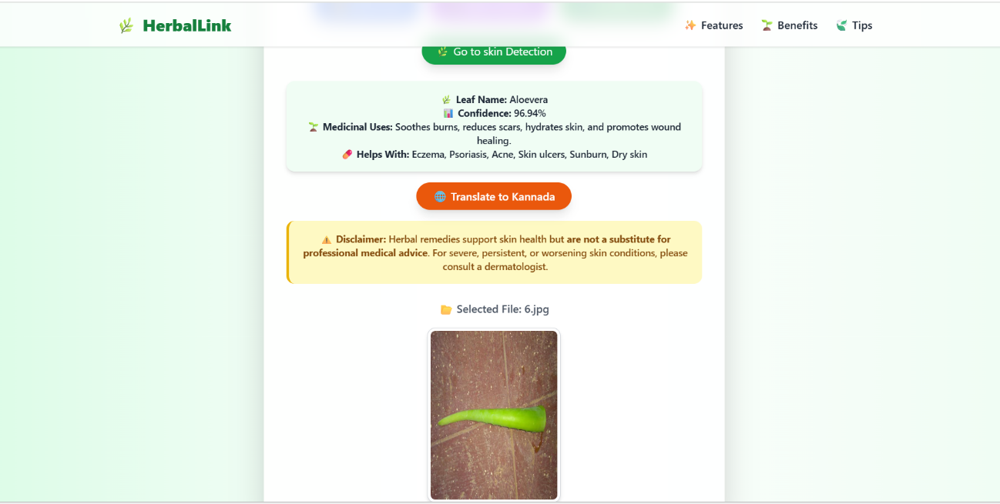 🌿 HerbalLink
✨ Features 🌱 Benefits 🍃 Tips
🌿 Go to skin Detection
🌿 Leaf Name: Aloevera
📊 Confidence: 96.94%
🌱 Medicinal Uses: Soothes burns, reduces scars, hydrates skin, and promotes wound
healing.
💊 Helps With: Eczema, Psoriasis, Acne, Skin ulcers, Sunburn, Dry skin
🌐 Translate to Kannada
⚠️ Disclaimer: Herbal remedies support skin health but are not a substitute for
professional medical advice. For severe, persistent, or worsening skin conditions, please
consult a dermatologist.
📂 Selected File: 6.jpg